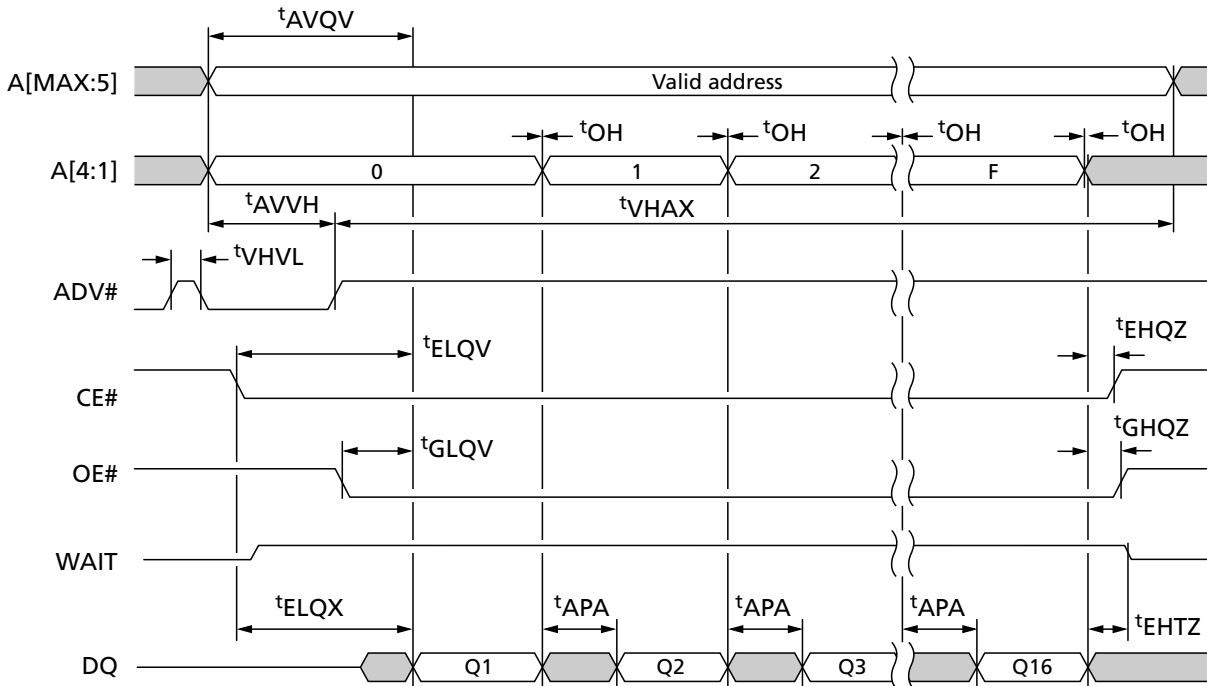 tAVQV
A[MAX:5]
Valid address
tOH tOH tOH tOH
A[4:1]
0 1 2 F
tAVVH tVHAX
tVHVL
ADV#
tELQV tEHQZ
CE#
tGLQV tGHQZ
OE#
WAIT
tELQX tAPA tAPA tAPA tEHTZ
DQ
Q1 Q2 Q3 Q16